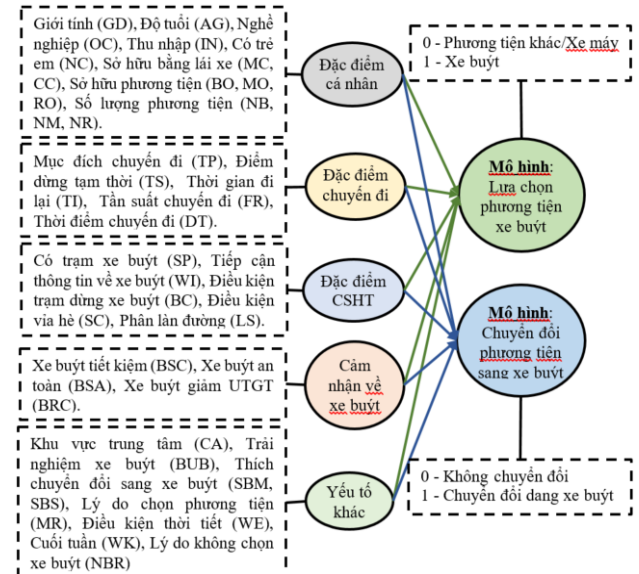 Giới tính (GD), Độ tuổi (AG), Nghề
nghiệp (OC), Thu nhập (IN), Có trẻ
em (NC), Sở hữu bằng lái xe (MC,
CC), Sở hữu phương tiện (BO, MO,
RO), Số lượng phương tiện (NB,
NM, NR).
Đặc điểm
cá nhân
0 - Phương tiện khác/Xe máy
1 - Xe buýt
Mục đích chuyến đi (TP), Điểm
dừng tạm thời (TS), Thời gian đi
lại (TI), Tần suất chuyến đi (FR),
Thời điểm chuyến đi (DT).
Đặc điểm
chuyến đi
Mô hình:
Lựa chọn
phương tiện
xe buýt
Có trạm xe buýt (SP), Tiếp cận
thông tin về xe buýt (WI), Điều kiện
trạm dừng xe buýt (BC), Điều kiện
vỉa hè (SC), Phân làn đường (LS).
Đặc điểm
CSHT
Mô hình:
Chuyển đổi
phương tiện
sang xe buýt
Xe buýt tiết kiệm (BSC), Xe buýt an
toàn (BSA), Xe buýt giảm UTGT
(BRC).
Cảm
nhận về
xe buýt
Khu vực trung tâm (CA), Trải
nghiệm xe buýt (BUB), Thích
chuyển đổi sang xe buýt (SBM,
SBS), Lý do chọn phương tiện
(MR), Điều kiện thời tiết (WE),
Cuối tuần (WK), Lý do không chọn
xe buýt (NBR)
Yếu tố
khác
0 - Không chuyển đổi
1 - Chuyển đổi dang xe buýt